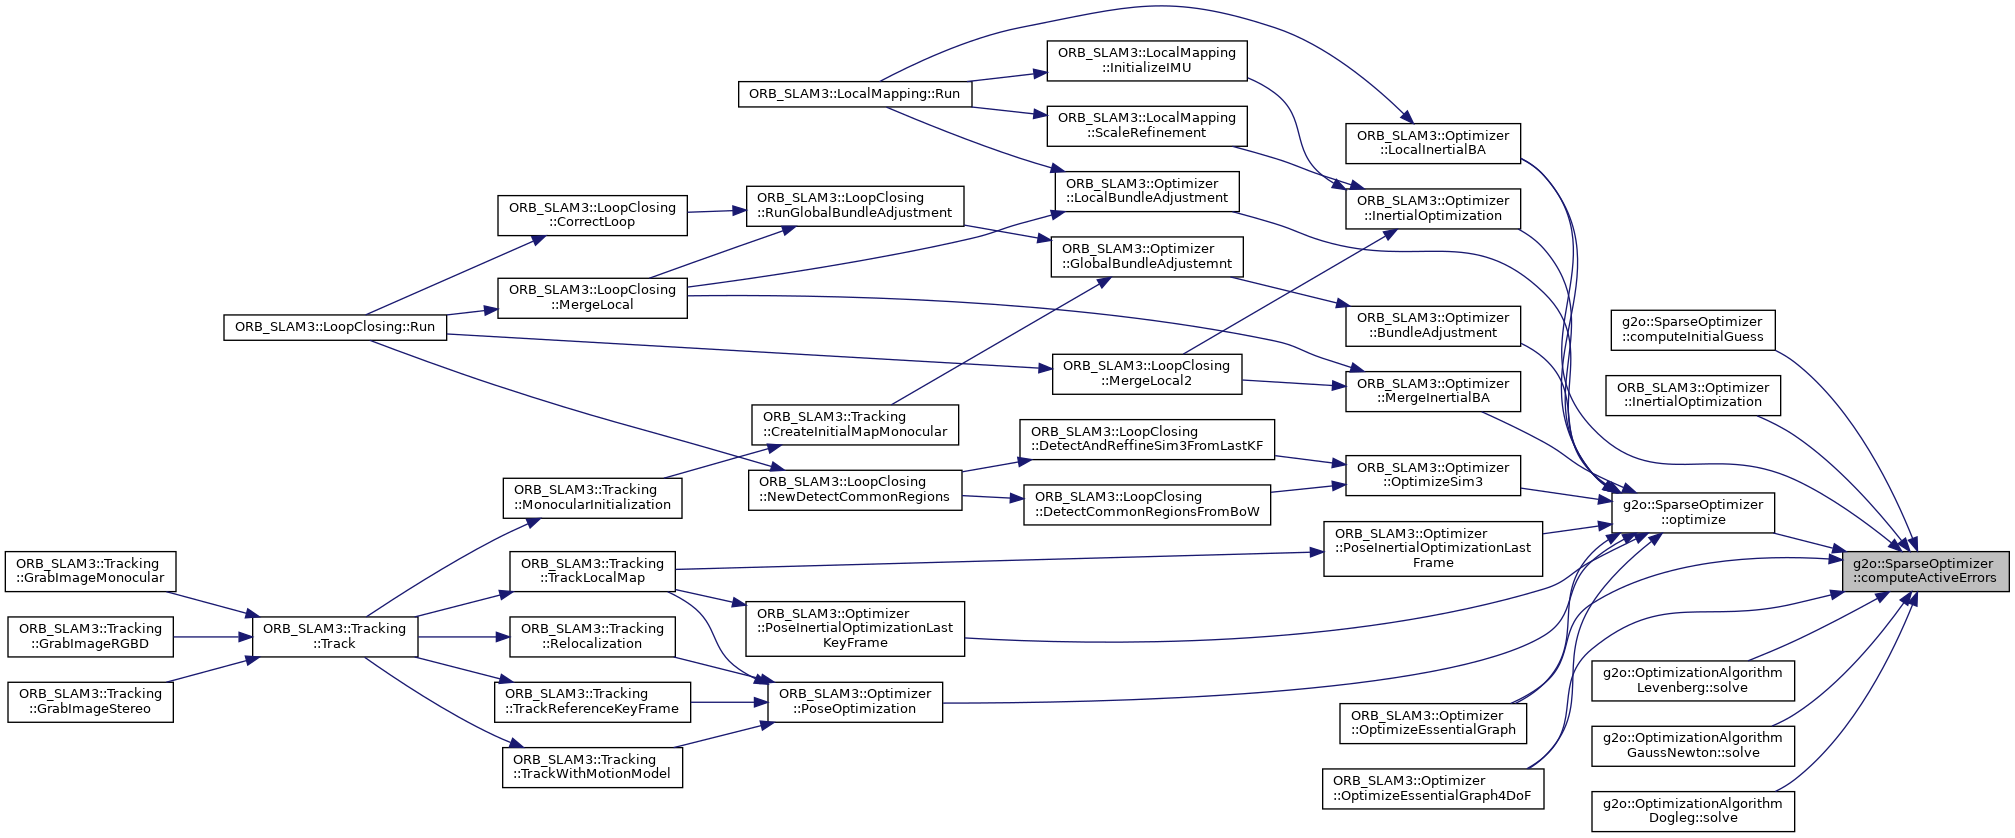 ORB_SLAM3::LocalMapping
::InitializeIMU
ORB_SLAM3::LocalMapping::Run
ORB_SLAM3::LocalMapping
::ScaleRefinement
ORB_SLAM3::Optimizer
::LocalInertialBA
ORB_SLAM3::Optimizer
::LocalBundleAdjustment
ORB_SLAM3::LoopClosing
::RunGlobalBundleAdjustment
ORB_SLAM3::LoopClosing
::CorrectLoop
ORB_SLAM3::Optimizer
::InertialOptimization
ORB_SLAM3::Optimizer
::GlobalBundleAdjustemnt
ORB_SLAM3::LoopClosing
::MergeLocal
ORB_SLAM3::LoopClosing::Run
ORB_SLAM3::Optimizer
::BundleAdjustment
g2o::SparseOptimizer
::computeInitialGuess
ORB_SLAM3::LoopClosing
::MergeLocal2
ORB_SLAM3::Optimizer
::MergeInertialBA
ORB_SLAM3::Optimizer
::InertialOptimization
ORB_SLAM3::Tracking
::CreateInitialMapMonocular
ORB_SLAM3::LoopClosing
::DetectAndReffineSim3FromLastKF
ORB_SLAM3::Optimizer
::OptimizeSim3
ORB_SLAM3::LoopClosing
::NewDetectCommonRegions
ORB_SLAM3::LoopClosing
::DetectCommonRegionsFromBoW
ORB_SLAM3::Tracking
::MonocularInitialization
g2o::SparseOptimizer
::optimize
ORB_SLAM3::Optimizer
::PoseInertialOptimizationLast
Frame
ORB_SLAM3::Tracking
::GrabImageMonocular
ORB_SLAM3::Tracking
::TrackLocalMap
g2o::SparseOptimizer
::computeActiveErrors
ORB_SLAM3::Optimizer
::PoseInertialOptimizationLast
KeyFrame
ORB_SLAM3::Tracking
::GrabImageRGBD
ORB_SLAM3::Tracking
::Track
ORB_SLAM3::Tracking
::Relocalization
g2o::OptimizationAlgorithm
Levenberg::solve
ORB_SLAM3::Tracking
::GrabImageStereo
ORB_SLAM3::Tracking
::TrackReferenceKeyFrame
ORB_SLAM3::Optimizer
::PoseOptimization
ORB_SLAM3::Optimizer
::OptimizeEssentialGraph
g2o::OptimizationAlgorithm
GaussNewton::solve
ORB_SLAM3::Tracking
::TrackWithMotionModel
ORB_SLAM3::Optimizer
::OptimizeEssentialGraph4DoF
g2o::OptimizationAlgorithm
Dogleg::solve